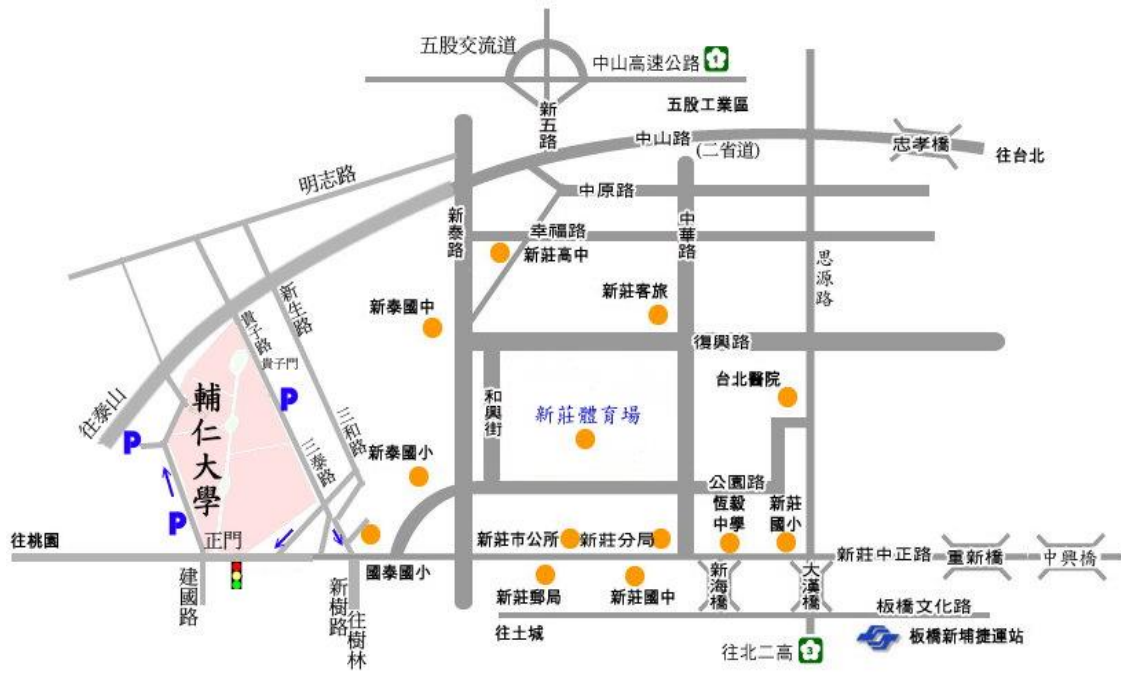 五股交流道
中山高速公路
1
五股工業區
新五路
中山路
(二省道)
忠孝橋
往台北
明志路
中原路
新泰路
幸福路
中華路
新莊高中
思源路
新生路
新莊客旅
新泰國中
貴子路
復興路
貴子門
台北醫院
P
和興街
新莊體育場
輔仁大學
往泰山
三和路
P
三泰路
新泰國小
公園路
恆毅中學
新莊國小
P
往桃園
正門
新莊市公所
新莊分局
新莊中正路
重新橋
中興橋
國泰國小
建國路
新樹路
往樹林
新莊郵局
新莊國中
新海橋
大漢橋
板橋文化路
往土城
往北二高
3
板橋新埔捷運站